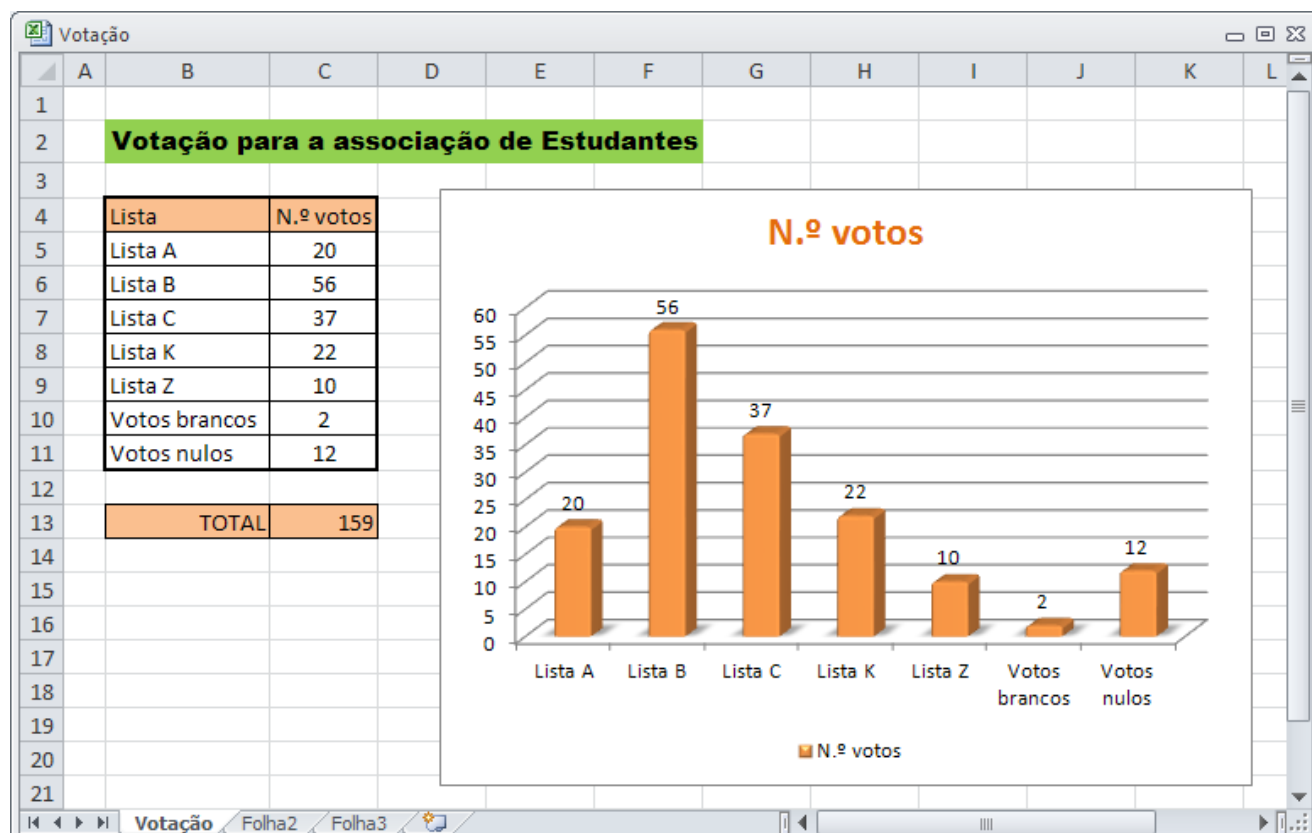 Votação
A B C D E F G H I J K L
1
2 Votação para a associação de Estudantes
3
4 Lista N.º votos
5 Lista A 20
6 Lista B 56
7 Lista C 37
8 Lista K 22
9 Lista Z 10
10 Votos brancos 2
11 Votos nulos 12
12
13 TOTAL 159
14
15
16
17
18
19
20
21
N.º votos
60
55
50
45
40
35
30
25
20
15
10
5
0
20 56 37 22 10 2 12
Lista A Lista B Lista C Lista K Lista Z Votos brancos Votos nulos
N.º votos
Votação Folha2 Folha3